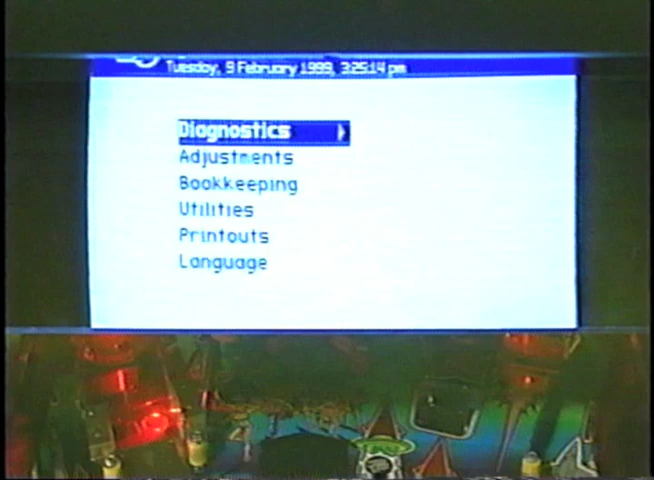 Tuesday, 9 February 1999, 3:25:14 pm
Diagnostics
Adjustments
Bookkeeping
Utilities
Printouts
Language